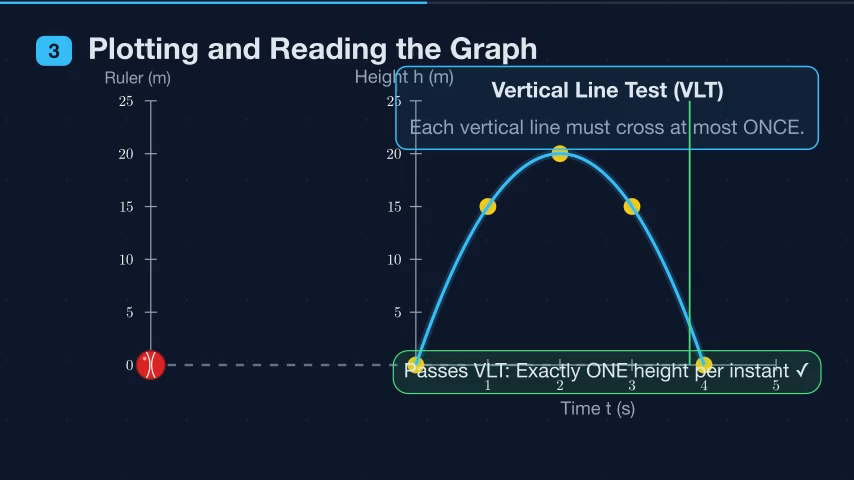 3 Plotting and Reading the Graph
Ruler (m)
Height h (m)
Vertical Line Test (VLT)
Each vertical line must cross at most ONCE.
25
20
15
10
5
0
25
20
15
10
5
Passes VLT: Exactly ONE height per instant ✓
1 2 3 4 5
Time t (s)